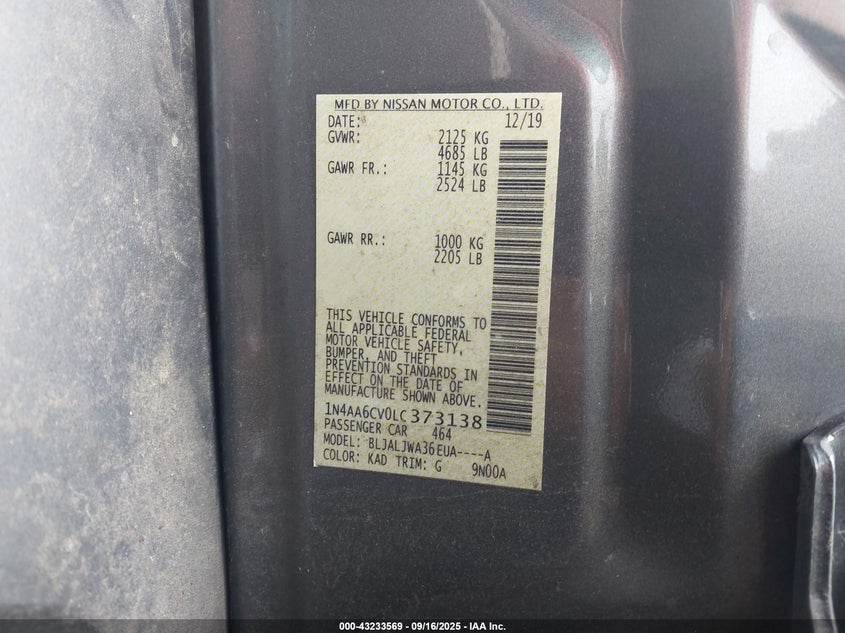 MFD BY NISSAN MOTOR CO., LTD.
DATE: 12/19
GVWR: 2125 KG
4685 LB
GAWR FR.: 1145 KG
2524 LB
GAWR RR.: 1000 KG
2205 LB
THIS VEHICLE CONFORMS TO
ALL APPLICABLE FEDERAL
MOTOR VEHICLE SAFETY,
BUMPER, AND THEFT
PREVENTION STANDARDS IN
EFFECT ON THE DATE OF
MANUFACTURE SHOWN ABOVE.
1N4AA6CV0LC373138
PASSENGER CAR 464
MODEL: BLJALJWA36EUA----A
COLOR: KAD TRIM: G 9N00A
000-43233569 - 09/16/2025 - IAA Inc.